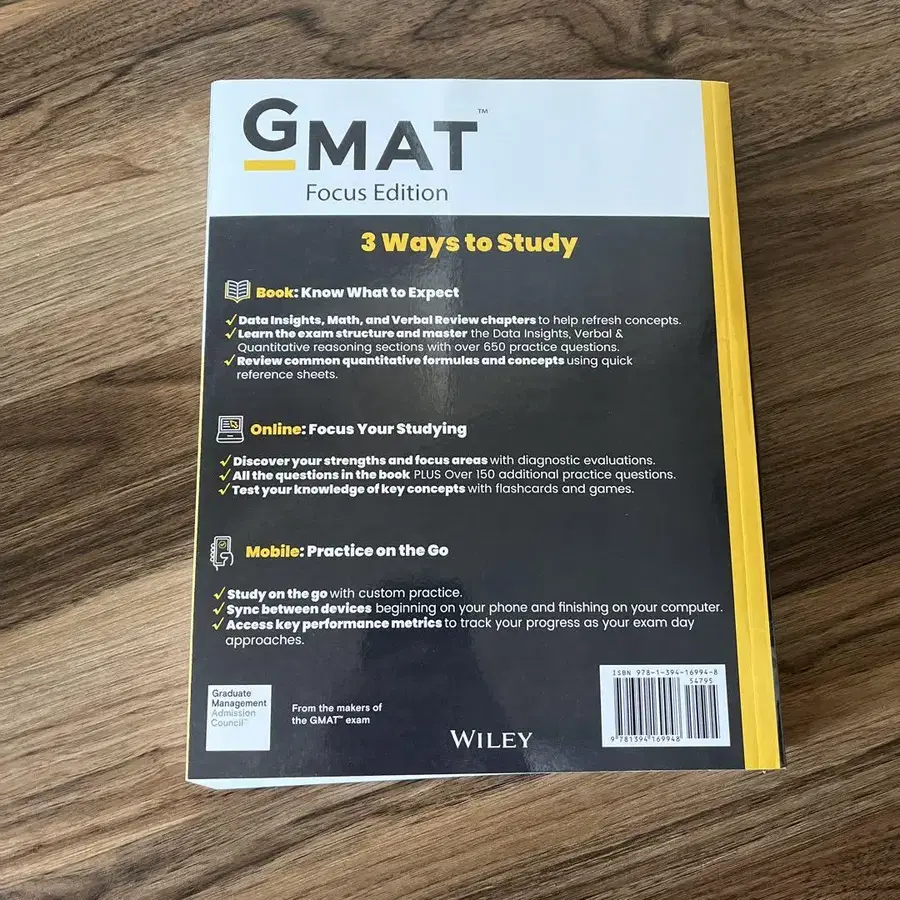 GMAT™
Focus Edition
3 Ways to Study
Book: Know What to Expect
✓Data Insights, Math, and Verbal Review chapters to help refresh concepts.
✓Learn the exam structure and master the Data Insights, Verbal &
Quantitative reasoning sections with over 650 practice questions.
✓Review common quantitative formulas and concepts using quick
reference sheets.
Online: Focus Your Studying
✓Discover your strengths and focus areas with diagnostic evaluations.
✓All the questions in the book PLUS Over 150 additional practice questions.
✓Test your knowledge of key concepts with flashcards and games.
Mobile: Practice on the Go
✓Study on the go with custom practice.
✓Sync between devices beginning on your phone and finishing on your computer.
✓Access key performance metrics to track your progress as your exam day
approaches.
Graduate
Management
Admission
Council™
From the makers of
the GMAT™ exam
WILEY
ISBN 978-1-394-16994-8
54795
9 781394 169948